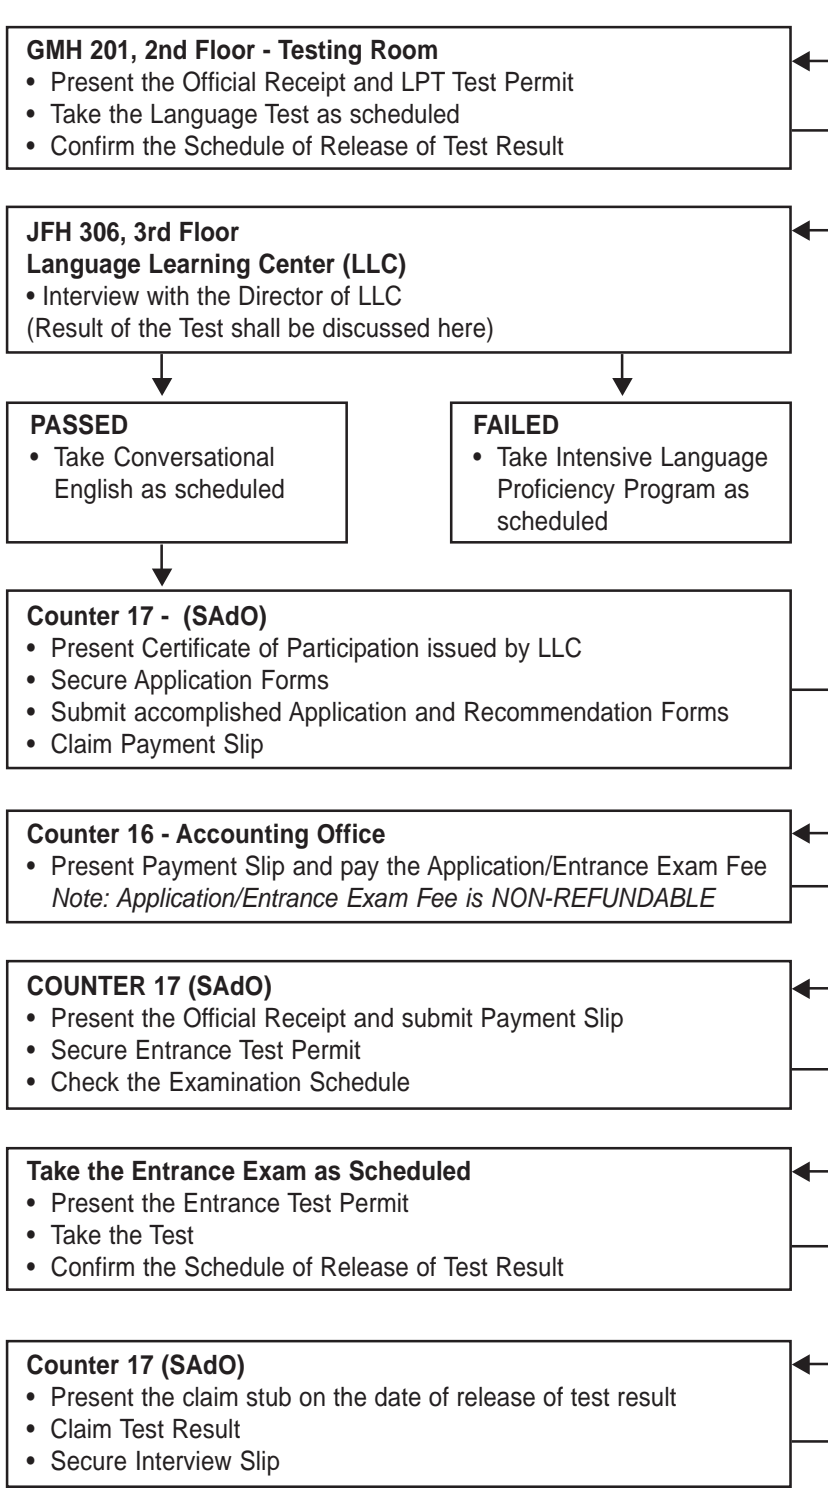 GMH 201, 2nd Floor - Testing Room
• Present the Official Receipt and LPT Test Permit
• Take the Language Test as scheduled
• Confirm the Schedule of Release of Test Result
JFH 306, 3rd Floor
Language Learning Center (LLC)
• Interview with the Director of LLC
(Result of the Test shall be discussed here)
PASSED
• Take Conversational
English as scheduled
FAILED
• Take Intensive Language
Proficiency Program as
scheduled
Counter 17 - (SAdO)
• Present Certificate of Participation issued by LLC
• Secure Application Forms
• Submit accomplished Application and Recommendation Forms
• Claim Payment Slip
Counter 16 - Accounting Office
• Present Payment Slip and pay the Application/Entrance Exam Fee
Note: Application/Entrance Exam Fee is NON-REFUNDABLE
COUNTER 17 (SAdO)
• Present the Official Receipt and submit Payment Slip
• Secure Entrance Test Permit
• Check the Examination Schedule
Take the Entrance Exam as Scheduled
• Present the Entrance Test Permit
• Take the Test
• Confirm the Schedule of Release of Test Result
Counter 17 (SAdO)
• Present the claim stub on the date of release of test result
• Claim Test Result
• Secure Interview Slip